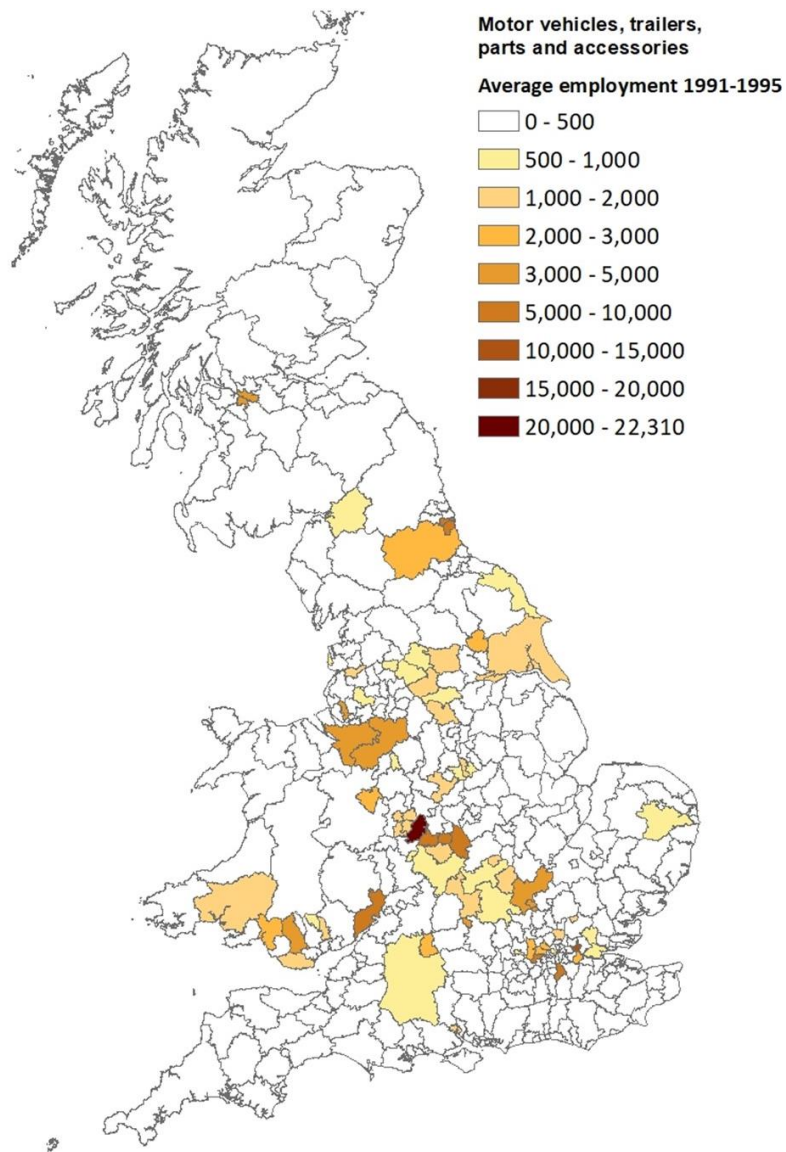 Motor vehicles, trailers,
parts and accessories
Average employment 1991-1995
0 - 500
500 - 1,000
1,000 - 2,000
2,000 - 3,000
3,000 - 5,000
5,000 - 10,000
10,000 - 15,000
15,000 - 20,000
20,000 - 22,310